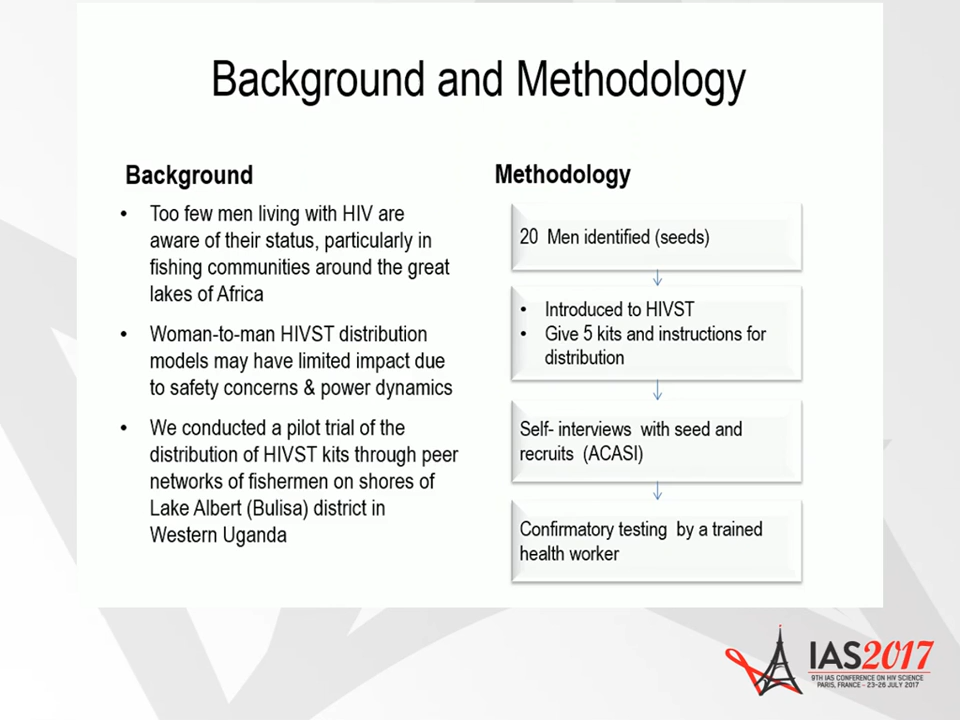 Background and Methodology
Background
• Too few men living with HIV are
aware of their status, particularly in
fishing communities around the great
lakes of Africa
• Woman-to-man HIVST distribution
models may have limited impact due
to safety concerns & power dynamics
• We conducted a pilot trial of the
distribution of HIVST kits through peer
networks of fishermen on shores of
Lake Albert (Bulisa) district in
Western Uganda
Methodology
20 Men identified (seeds)
• Introduced to HIVST
• Give 5 kits and instructions for
distribution
Self- interviews with seed and
recruits (ACASI)
Confirmatory testing by a trained
health worker
IAS2017
9TH IAS CONFERENCE ON HIV SCIENCE
PARIS, FRANCE - 23-26 JULY 2017